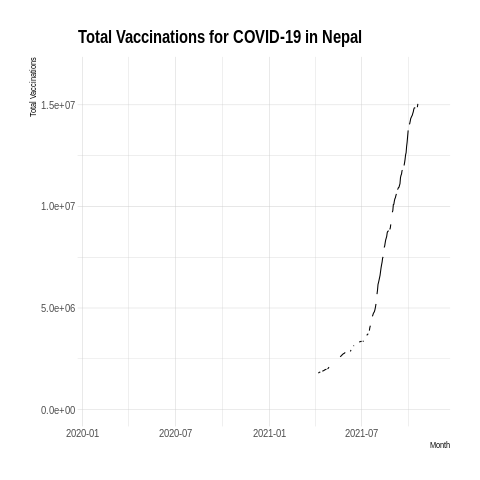 Total Vaccinations for COVID-19 in Nepal
Total Vaccinations
1.5e+07
1.0e+07
5.0e+06
0.0e+00
2020-01 2020-07 2021-01 2021-07
Month